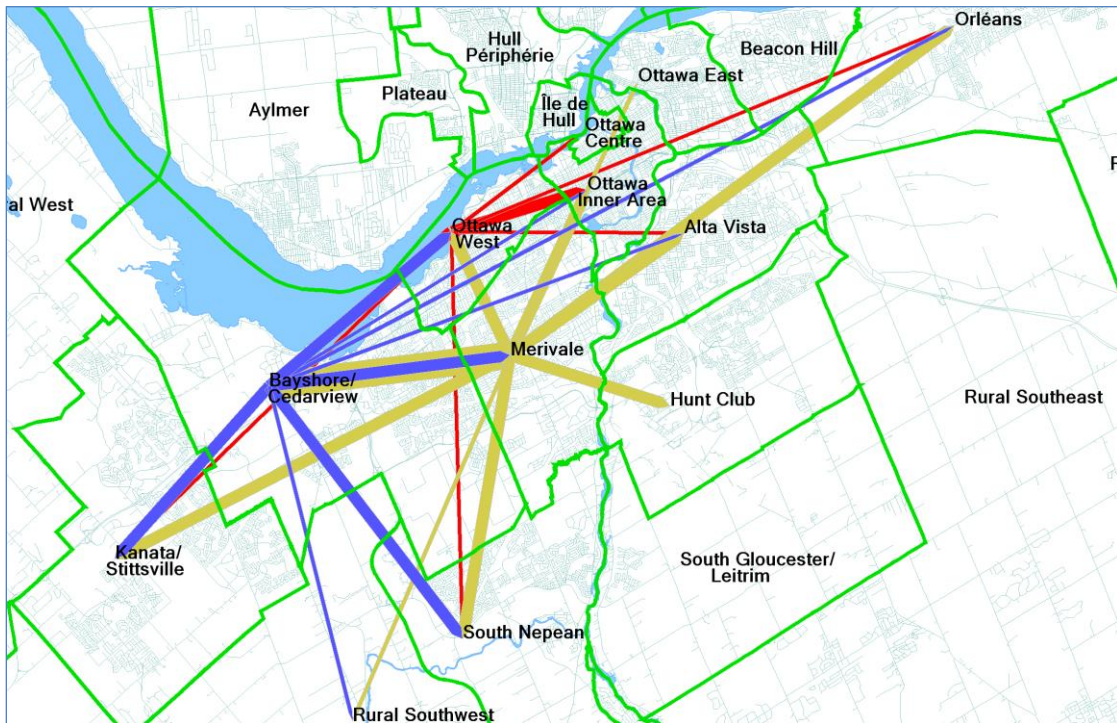 Orléans
Hull
Périphérie
Beacon Hill
Ottawa East
Plateau
Aylmer
Île de
Hull
Ottawa
Centre
Ottawa
Inner Area
al West
Ottawa
West
Alta Vista
Merivale
Bayshore/
Cedarview
Hunt Club
Rural Southeast
Kanata/
Stittsville
South Gloucester/
Leitrim
South Nepean
Rural Southwest